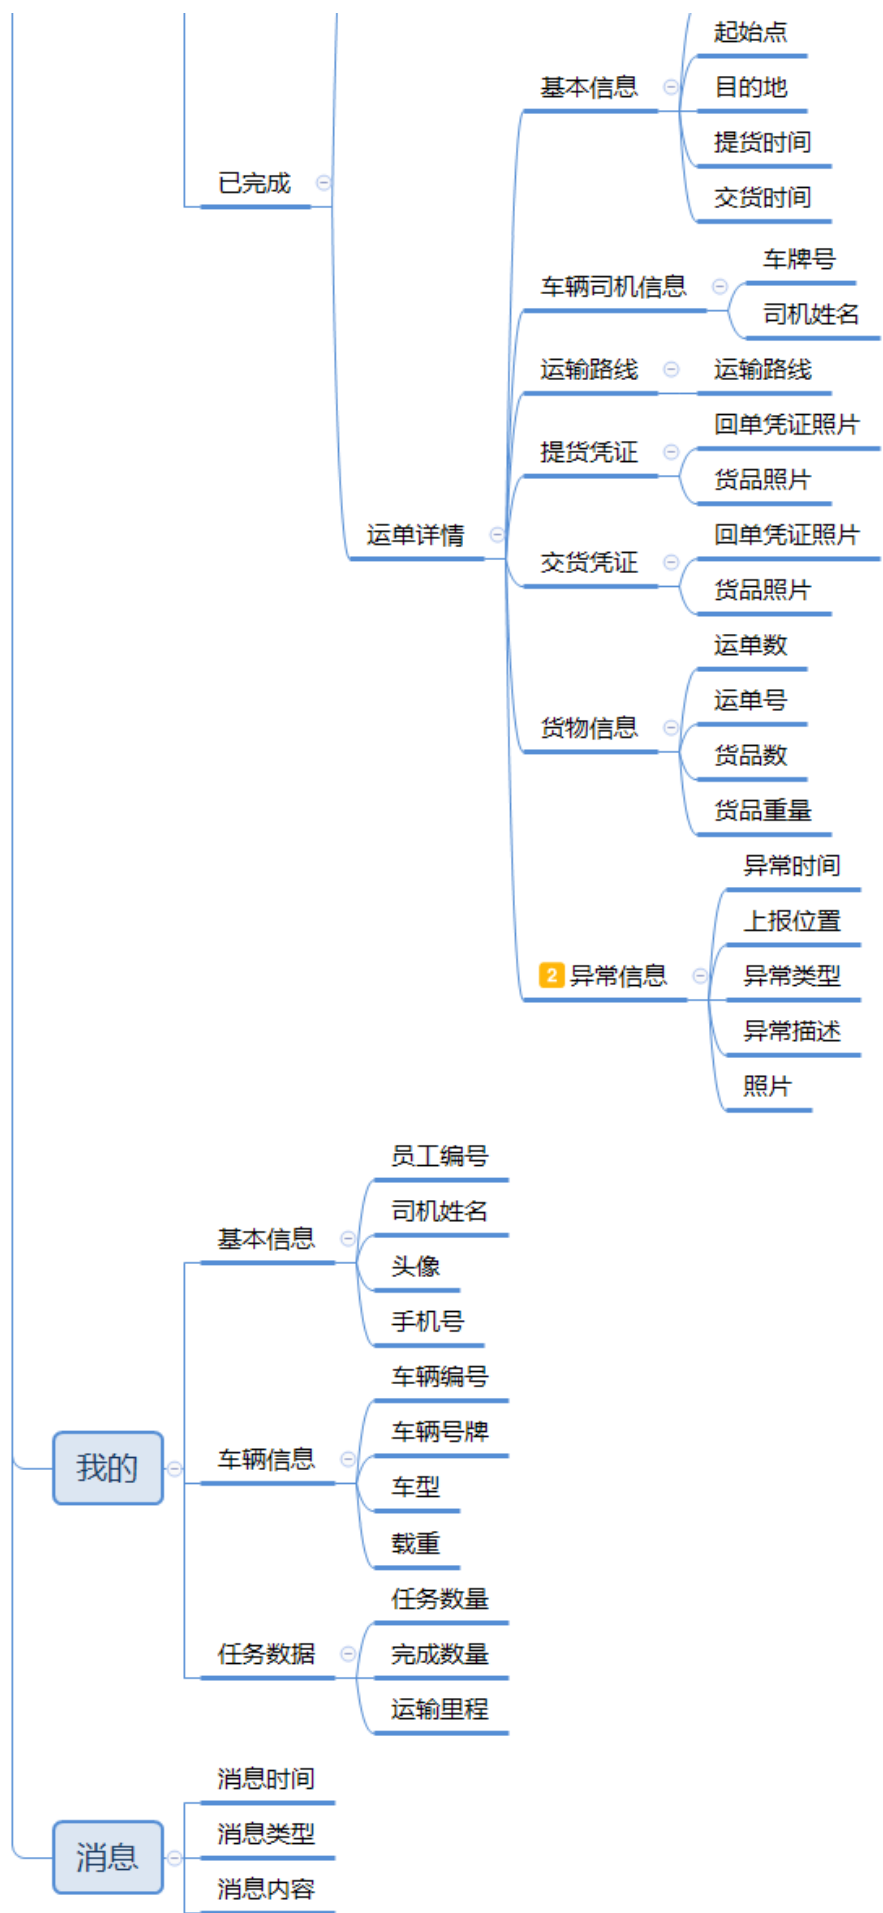 起始点
基本信息
目的地
提货时间
已完成
交货时间
车牌号
车辆司机信息
司机姓名
运输路线
运输路线
回单凭证照片
提货凭证
货品照片
运单详情
回单凭证照片
交货凭证
货品照片
运单数
运单号
货物信息
货品数
货品重量
异常时间
上报位置
2 异常信息
异常类型
异常描述
照片
员工编号
司机姓名
基本信息
头像
手机号
车辆编号
车辆号牌
我的
车辆信息
车型
载重
任务数量
任务数据
完成数量
运输里程
消息时间
消息类型
消息
消息内容